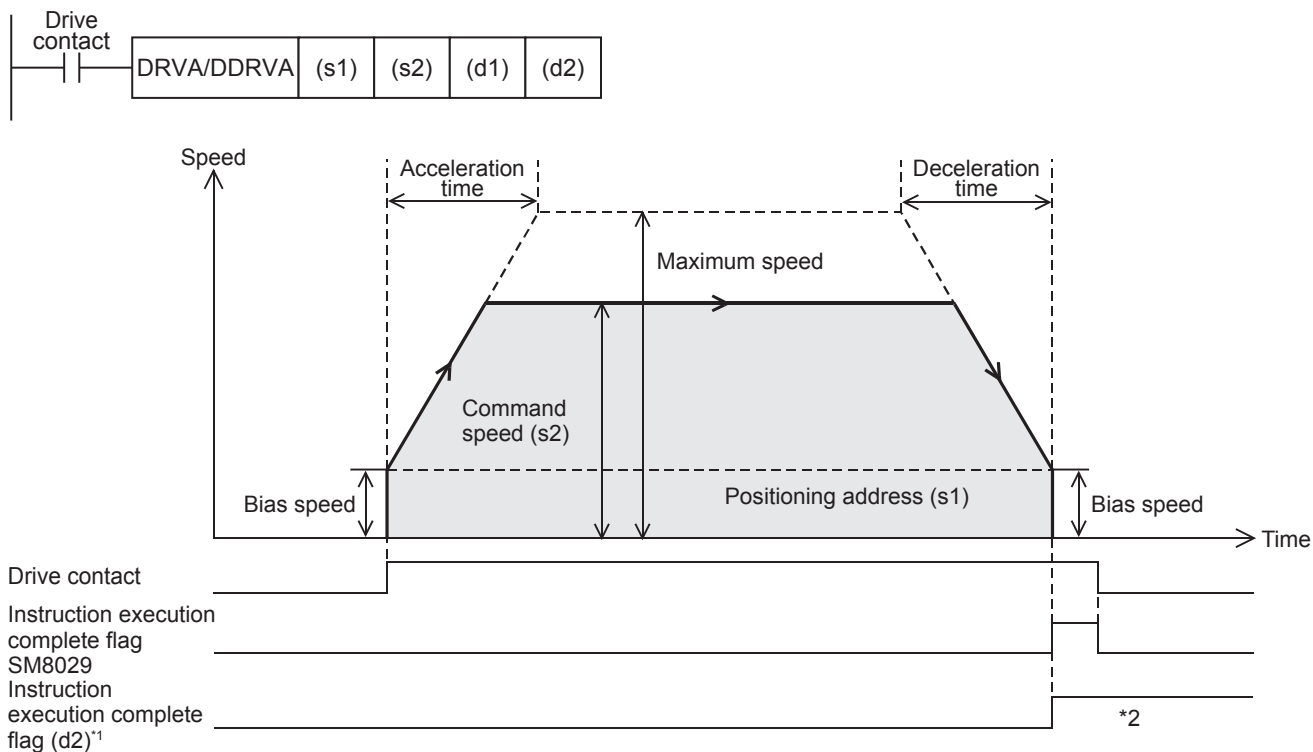 Drive
contact
DRVA/DDRVA (s1) (s2) (d1) (d2)
Speed
Acceleration
time
Deceleration
time
Maximum speed
Command
speed (s2)
Bias speed
Positioning address (s1)
Bias speed
Time
Drive contact
Instruction execution
complete flag
SM8029
Instruction
execution complete
flag (d2)*1
*2